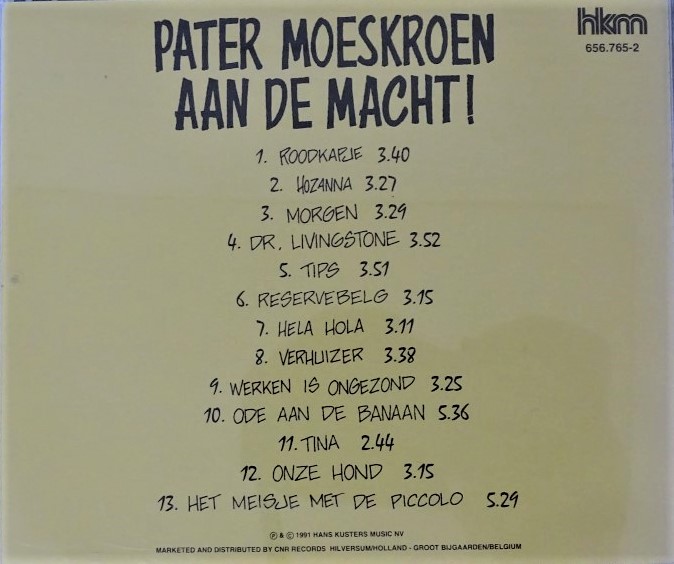 PATER MOESKROEN
AAN DE MACHT!
hkm
656.765-2
1. ROODKAPJE 3.40
2. HOZANNA 3.27
3. MORGEN 3.29
4. DR. LIVINGSTONE 3.52
5. TIPS 3.51
6. RESERVEBELG 3.15
7. HELA HOLA 3.11
8. VERHUIZER 3.38
9. WERKEN IS ONGEZOND 3.25
10. ODE AAN DE BANAAN 5.36
11. TINA 2.44
12. ONZE HOND 3.15
13. HET MEISJE MET DE PICCOLO 5.29
℗ & © 1991 HANS KUSTERS MUSIC NV
MARKETED AND DISTRIBUTED BY CNR RECORDS HILVERSUM/HOLLAND - GROOT BIJGAARDEN/BELGIUM